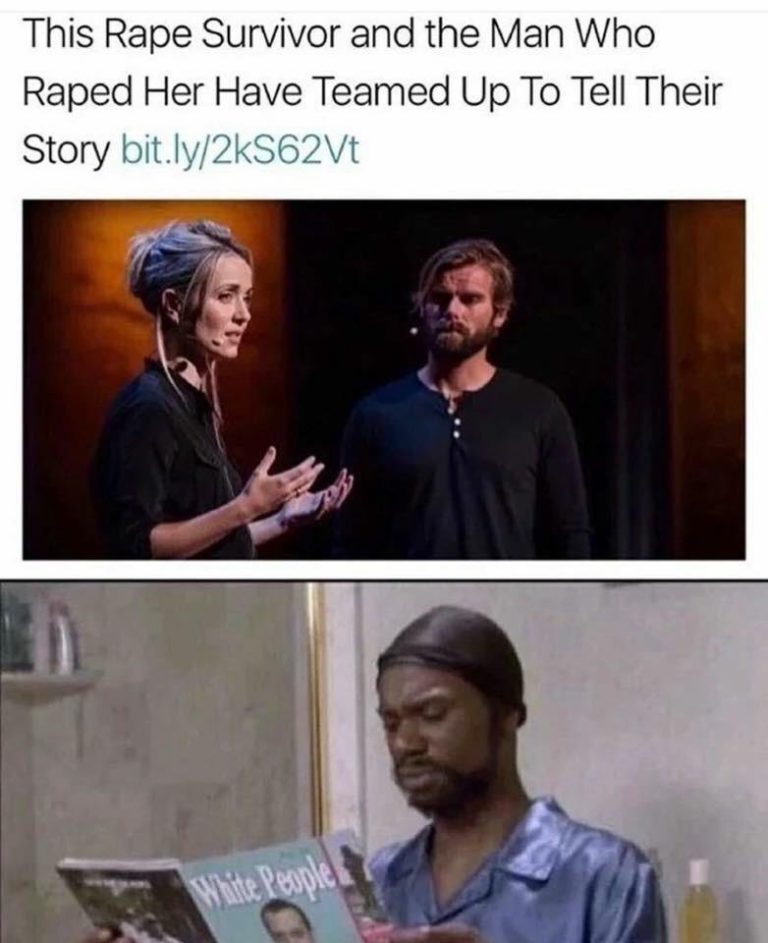 This Rape Survivor and the Man Who
Raped Her Have Teamed Up To Tell Their
Story bit.ly/2kS62Vt
White People